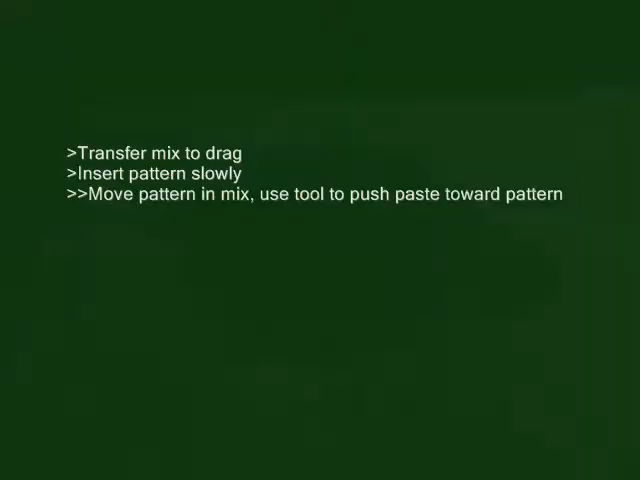 >Transfer mix to drag
>Insert pattern slowly
>>Move pattern in mix, use tool to push paste toward pattern